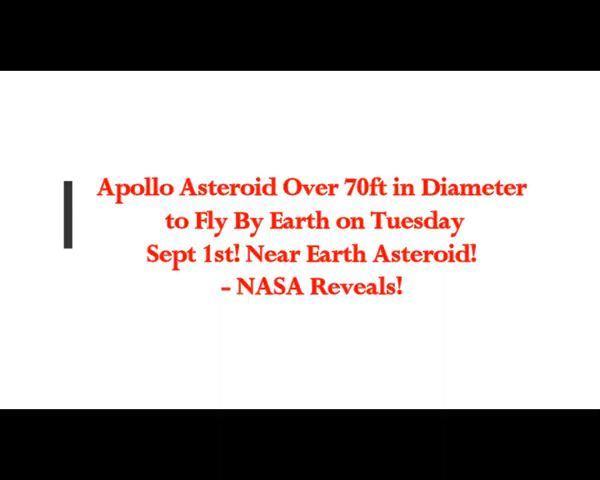 Apollo Asteroid Over 70ft in Diameter
to Fly By Earth on Tuesday
Sept 1st! Near Earth Asteroid!
- NASA Reveals!